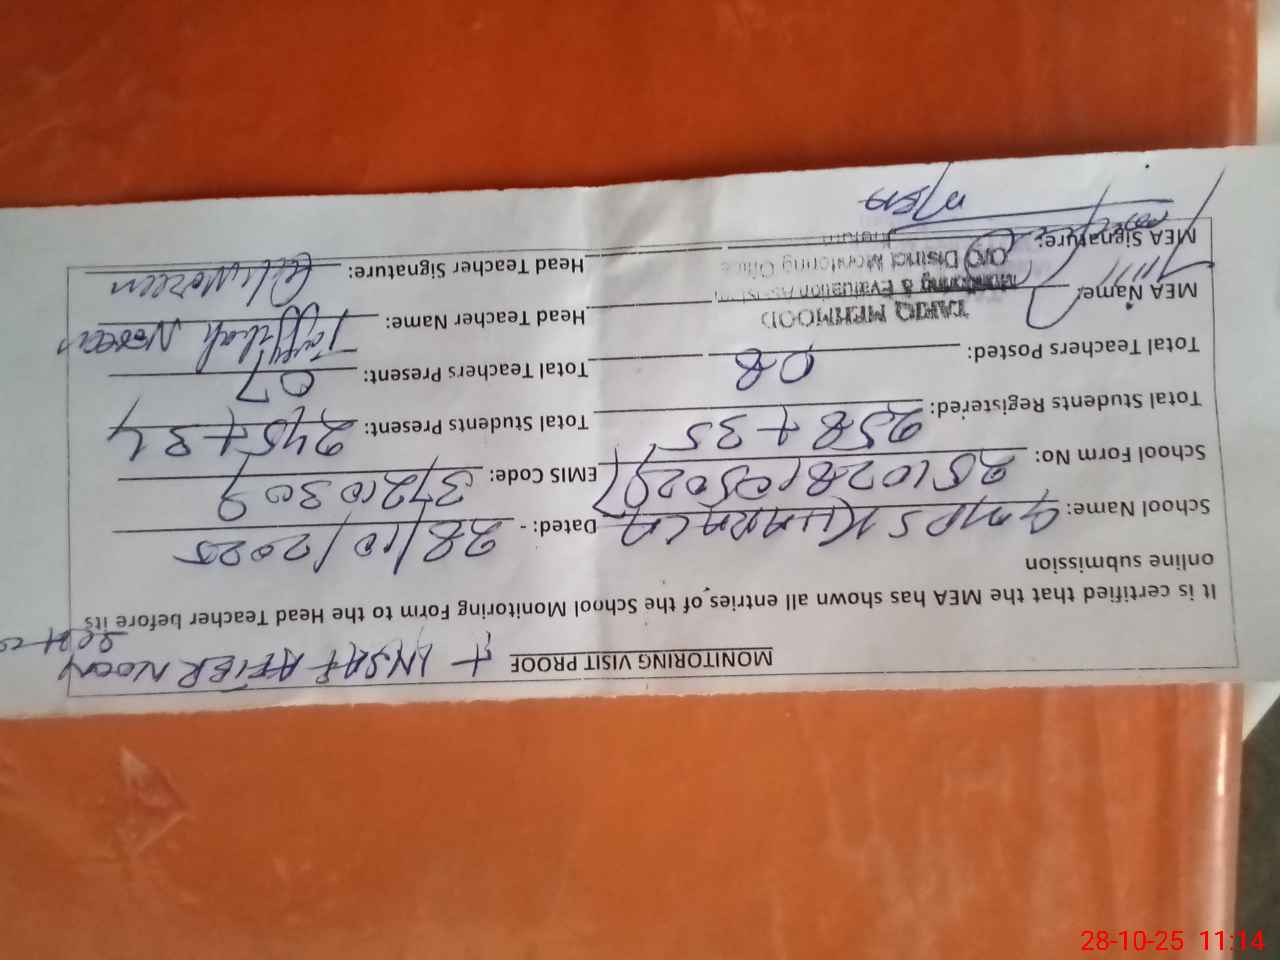 MONITORING VISIT PROOF + INSAF AFTER NOON
It is certified that the MEA has shown all entries of the School Monitoring Form to the Head Teacher before its
online submission
School Name: GMPS KHARACA Dated: - 28/10/2025
School Form No: EMIS Code: 37210309
Total Students Registered: 258+35 Total Students Present: 245+34
Total Teachers Posted: 08 Total Teachers Present: 07
MEA Name: TARIQ MEHMOOD Head Teacher Name: Noreen
Monitoring & Evaluation Assistant
O/O District Monitoring Office
Jhelum
MEA Signature: Head Teacher Signature:
28-10-25 11:14